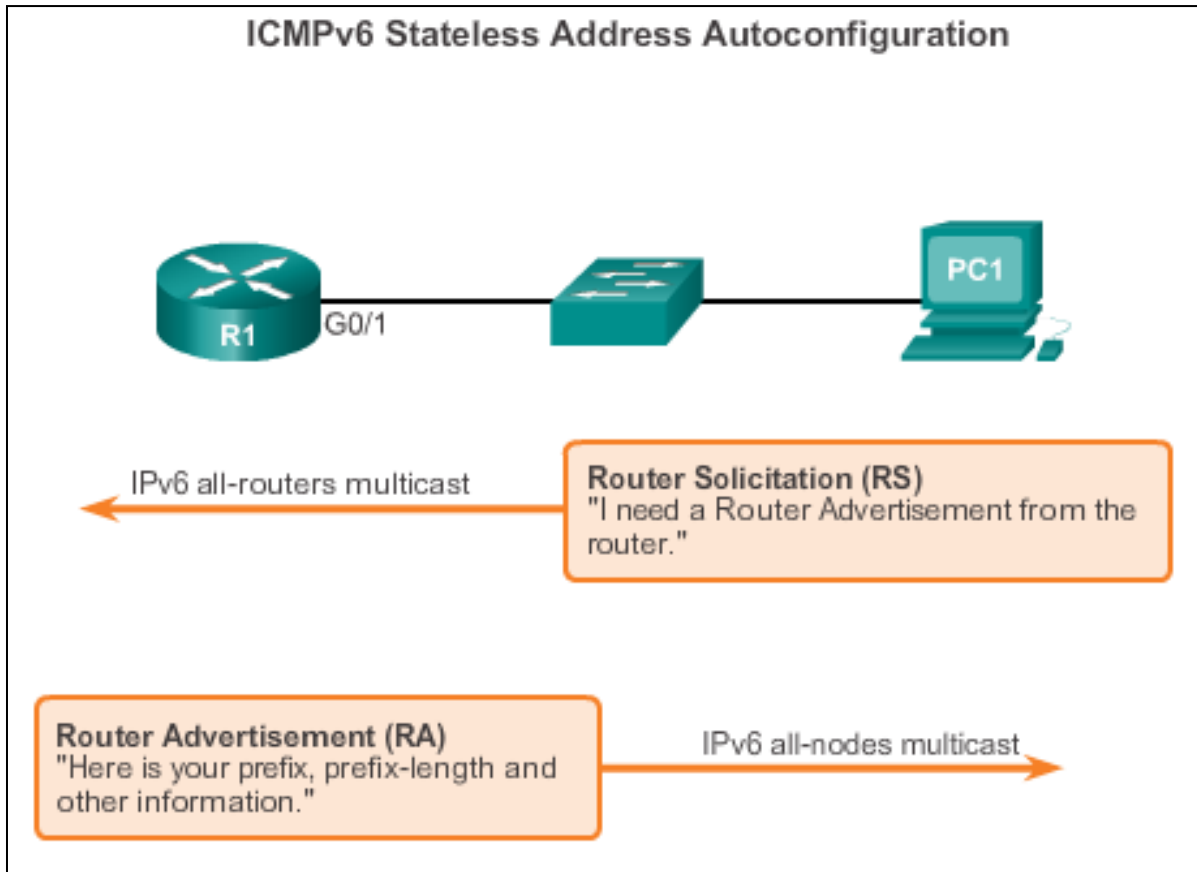 ICMPv6 Stateless Address Autoconfiguration
PC1
R1
G0/1
IPv6 all-routers multicast
Router Solicitation (RS)
"I need a Router Advertisement from the
router."
Router Advertisement (RA)
"Here is your prefix, prefix-length and
other information."
IPv6 all-nodes multicast